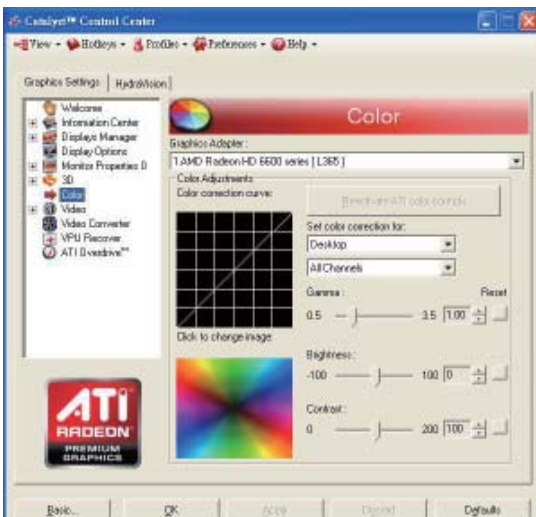 Catalyst™ Control Center
View Hotkeys Profiles Preferences Help
Graphics Settings HydraVision
Welcome
Information Center
Displays Manager
Display Options
Monitor Properties 0
3D
Color
Video
Video Converter
VPU Recover
ATI Overdrive™
Color
Graphics Adapter :
1.AMD Radeon HD 6600 series [ L365 ]
Color Adjustments
Color correction curve:
Reactivate ATI color controls
Set color correction for:
Desktop
All Channels
Gamma : Reset
0.5 3.5 1.00
Click to change image:
Brightness :
-100 100 0
Contrast :
0 200 100
ATI
RADEON
PREMIUM
GRAPHICS
Basic... OK Apply Discard Defaults